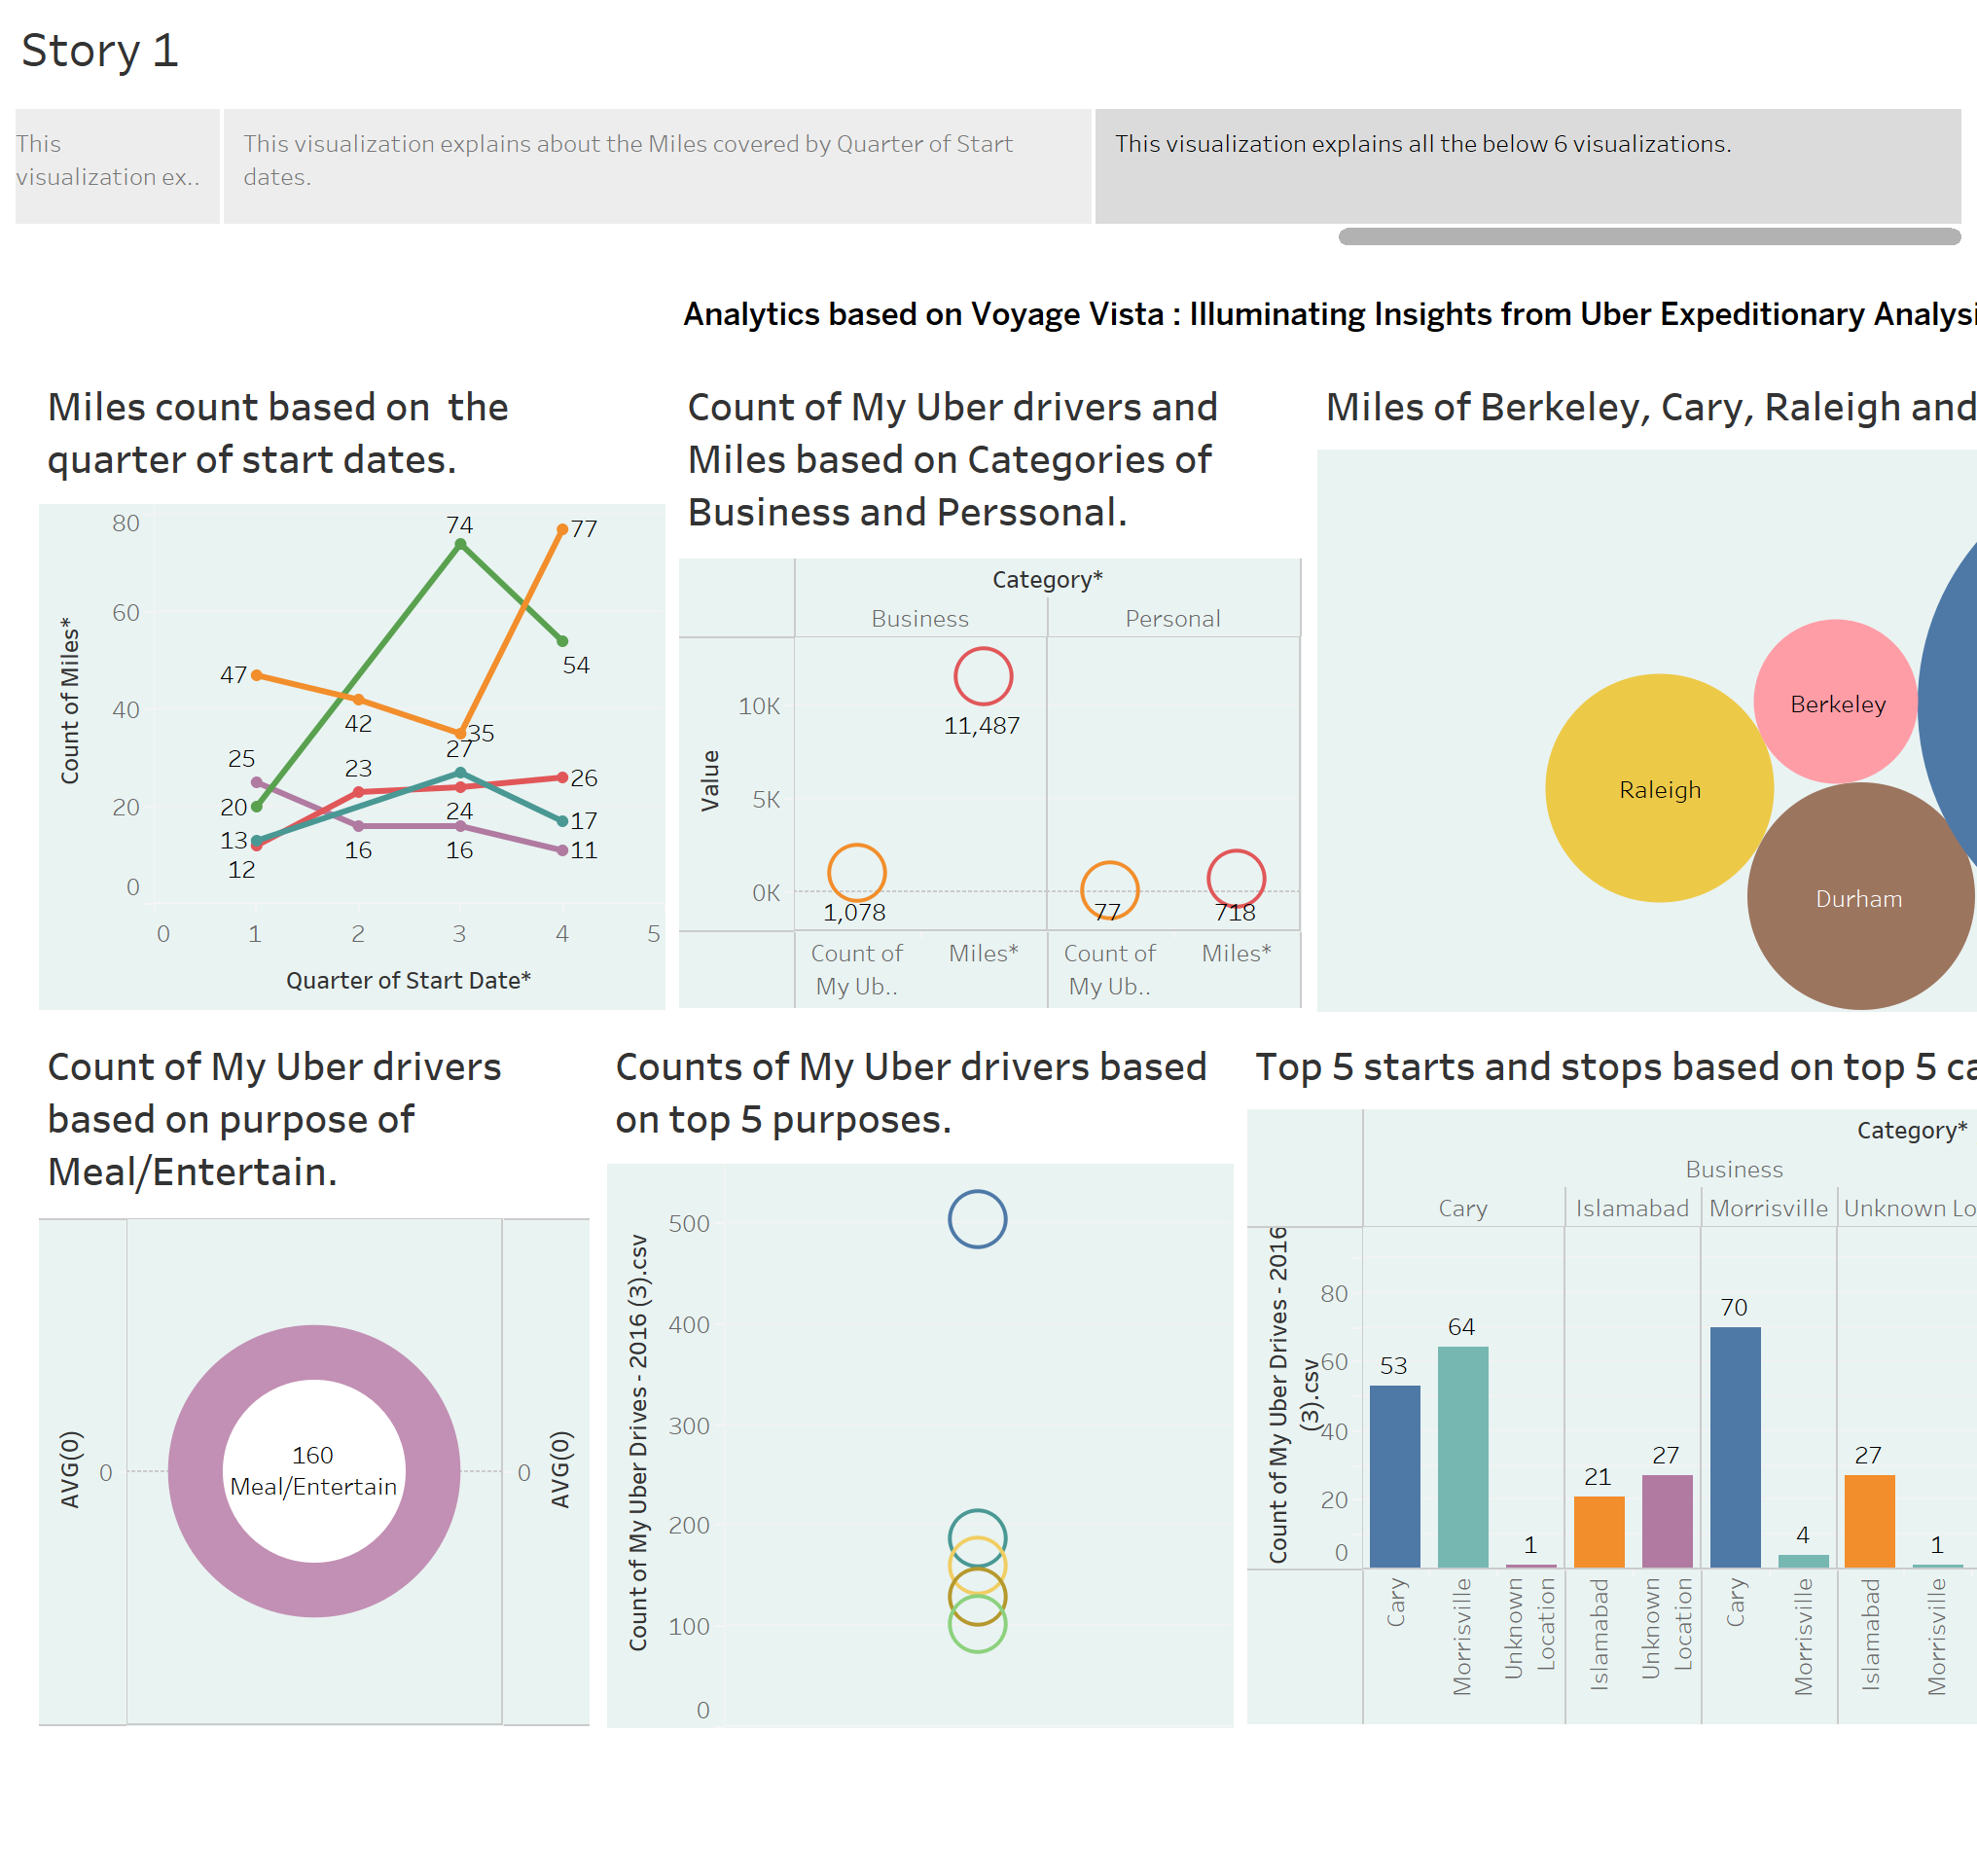 Story 1
This
visualization ex..
This visualization explains about the Miles covered by Quarter of Start
dates.
This visualization explains all the below 6 visualizations.
Analytics based on Voyage Vista : Illuminating Insights from Uber Expeditionary Analysi
Miles count based on  the
quarter of start dates.
Count of Miles*
80
60
40
20
0
47
25
20
13
12
42
23
16
74
35
27
24
16
77
54
26
17
11
0
1
2
3
4
5
Quarter of Start Date*
Count of My Uber drivers and
Miles based on Categories of
Business and Perssonal.
Category*
Business
Personal
Value
10K
5K
0K
11,487
1,078
77
718
Count of
My Ub..
Miles*
Count of
My Ub..
Miles*
Miles of Berkeley, Cary, Raleigh and
Berkeley
Raleigh
Durham
Count of My Uber drivers
based on purpose of
Meal/Entertain.
AVG(0)
0
160
Meal/Entertain
0
AVG(0)
Counts of My Uber drivers based
on top 5 purposes.
Count of My Uber Drives - 2016 (3).csv
500
400
300
200
100
0
Top 5 starts and stops based on top 5 ca
Category*
Business
Cary
Islamabad
Morrisville
Unknown Lo
Count of My Uber Drives - 2016
(3).csv
80
60
40
20
0
53
64
1
21
27
70
4
27
1
Cary
Morrisville
Unknown
Location
Islamabad
Unknown
Location
Cary
Morrisville
Islamabad
Morrisville